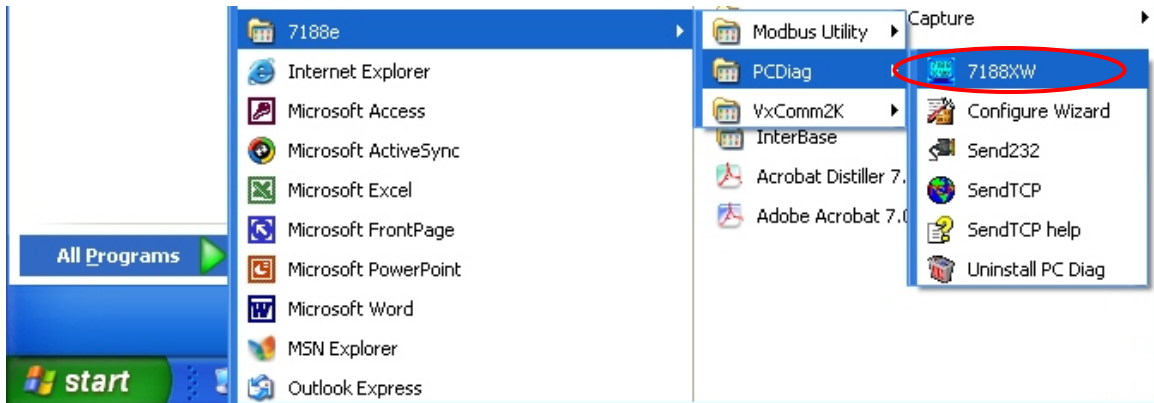 7188e
Internet Explorer
Microsoft Access
Microsoft ActiveSync
Microsoft Excel
Microsoft FrontPage
Microsoft PowerPoint
Microsoft Word
MSN Explorer
Outlook Express
All Programs
start
Modbus Utility
PCDiag
VxComm2K
InterBase
Acrobat Distiller 7.
Adobe Acrobat 7.0
Capture
7188XW
Configure Wizard
Send232
SendTCP
SendTCP help
Uninstall PC Diag